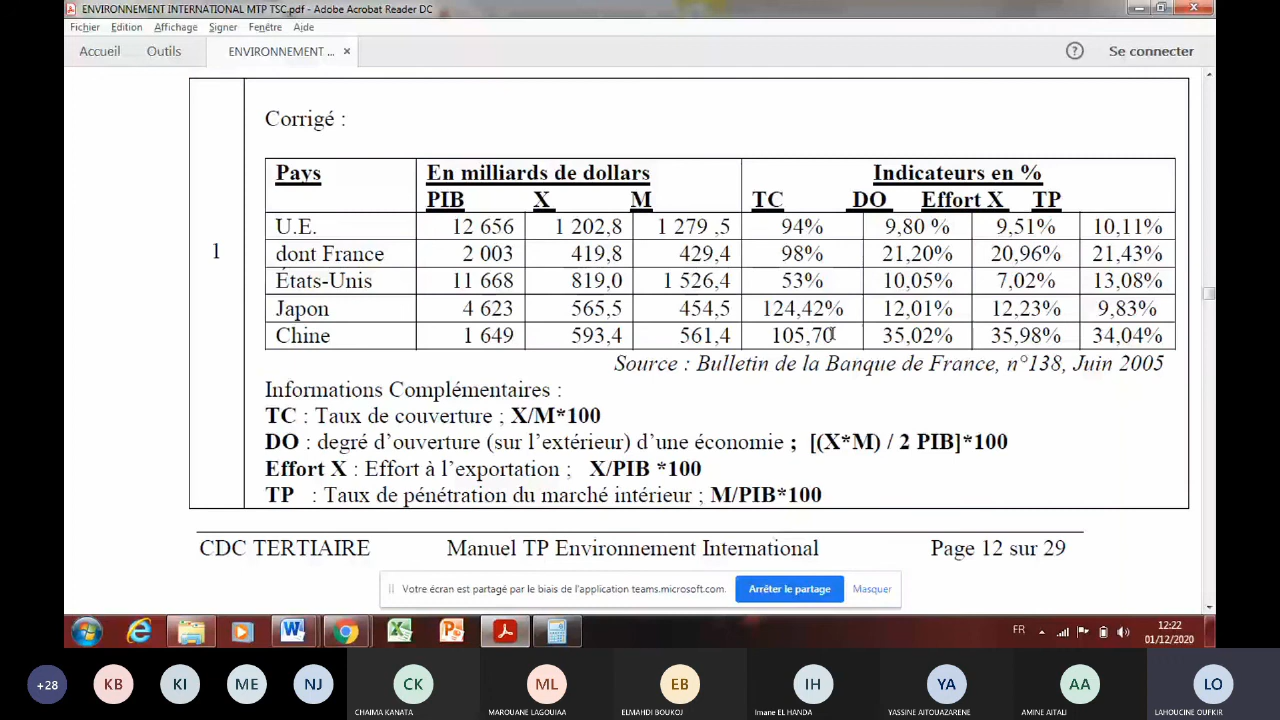 ENVIRONNEMENT INTERNATIONAL MTP TSC.pdf - Adobe Acrobat Reader DC
Fichier Edition Affichage Signer Fenêtre Aide
Accueil Outils ENVIRONNEMENT ... × ? Se connecter
Corrigé :
Pays En milliards de dollars Indicateurs en %
PIB X M TC DO Effort X TP
U.E. 12 656 1 202,8 1 279 ,5 94% 9,80 % 9,51% 10,11%
1 dont France 2 003 419,8 429,4 98% 21,20% 20,96% 21,43%
États-Unis 11 668 819,0 1 526,4 53% 10,05% 7,02% 13,08%
Japon 4 623 565,5 454,5 124,42% 12,01% 12,23% 9,83%
Chine 1 649 593,4 561,4 105,70 35,02% 35,98% 34,04%
Source : Bulletin de la Banque de France, n°138, Juin 2005
Informations Complémentaires :
TC : Taux de couverture ; X/M*100
DO : degré d'ouverture (sur l'extérieur) d'une économie ; [(X*M) / 2 PIB]*100
Effort X : Effort à l'exportation ; X/PIB *100
TP : Taux de pénétration du marché intérieur ; M/PIB*100
CDC TERTIAIRE Manuel TP Environnement International Page 12 sur 29
Votre écran est partagé par le biais de l'application teams.microsoft.com. Arrêter le partage Masquer
FR 12:22
01/12/2020
+28 KB KI ME NJ CK ML EB IH YA AA LO
CHAIMA KANATA MAROUANE LAGOUIAA ELMAHDI BOUKOJ Imane EL HANDA YASSINE AITOUAZARENE AMINE AITALI LAHOUCINE OUFKIR